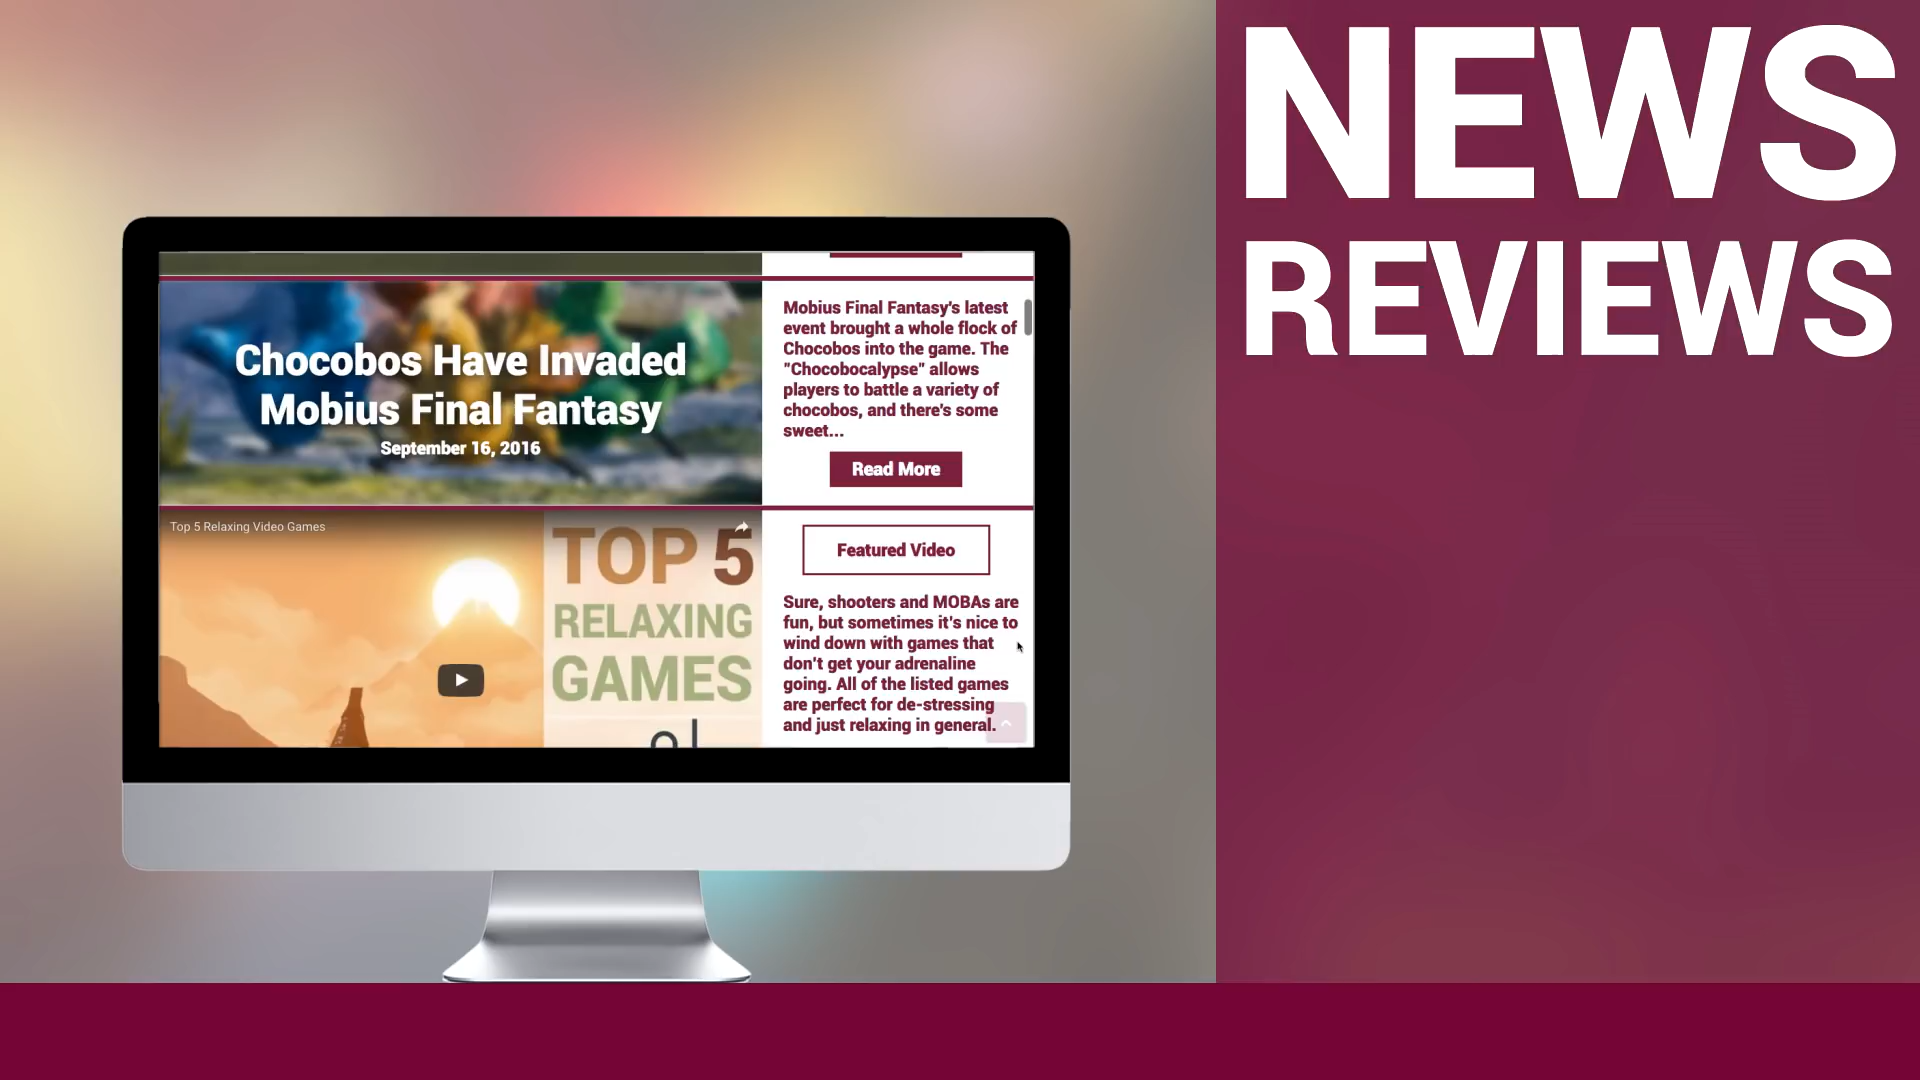 NEWS
REVIEWS
Chocobos Have Invaded
Mobius Final Fantasy
September 16, 2016
Mobius Final Fantasy's latest
event brought a whole flock of
Chocobos into the game. The
"Chocobocalypse" allows
players to battle a variety of
chocobos, and there's some
sweet...
Read More
Top 5 Relaxing Video Games
TOP 5
RELAXING
GAMES
Featured Video
Sure, shooters and MOBAs are
fun, but sometimes it's nice to
wind down with games that
don't get your adrenaline
going. All of the listed games
are perfect for de-stressing
and just relaxing in general.